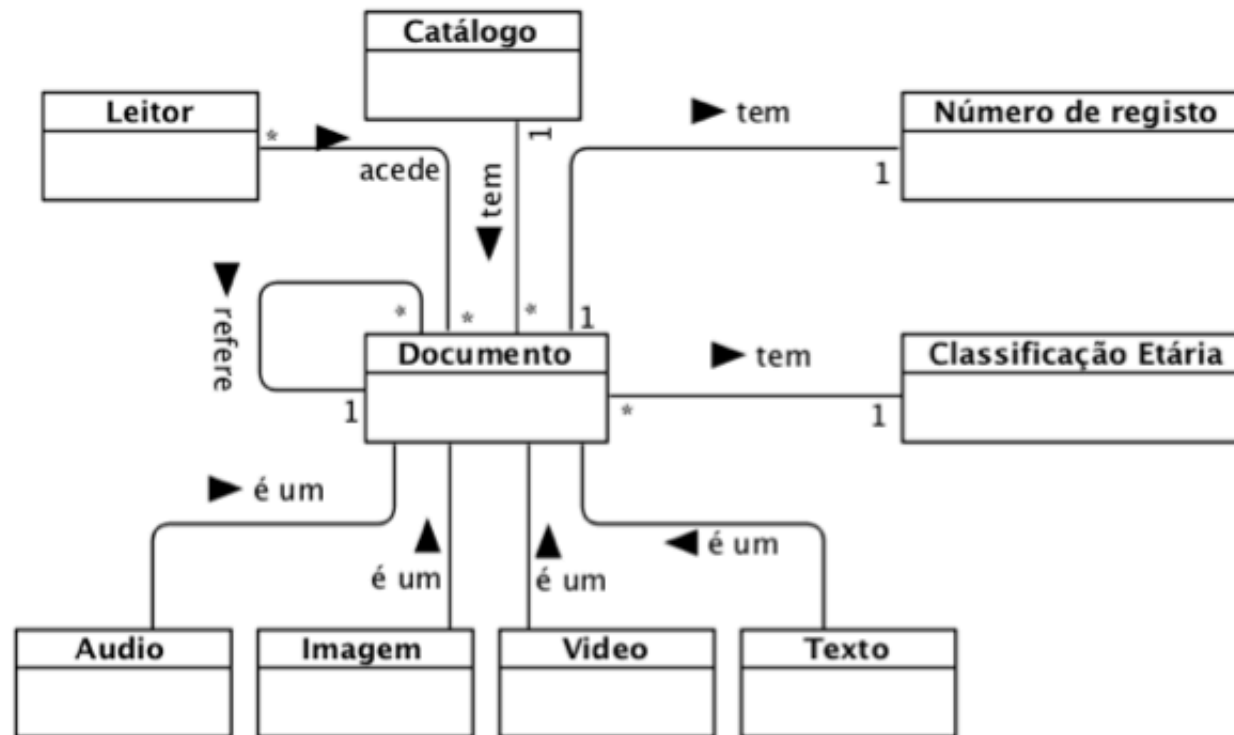 Catálogo
Leitor
Número de registo
*
1
tem
acede
1
tem
refere
*
*
*
1
Documento
tem
Classificação Etária
1
*
1
é um
é um
é um
é um
Audio
Imagem
Video
Texto